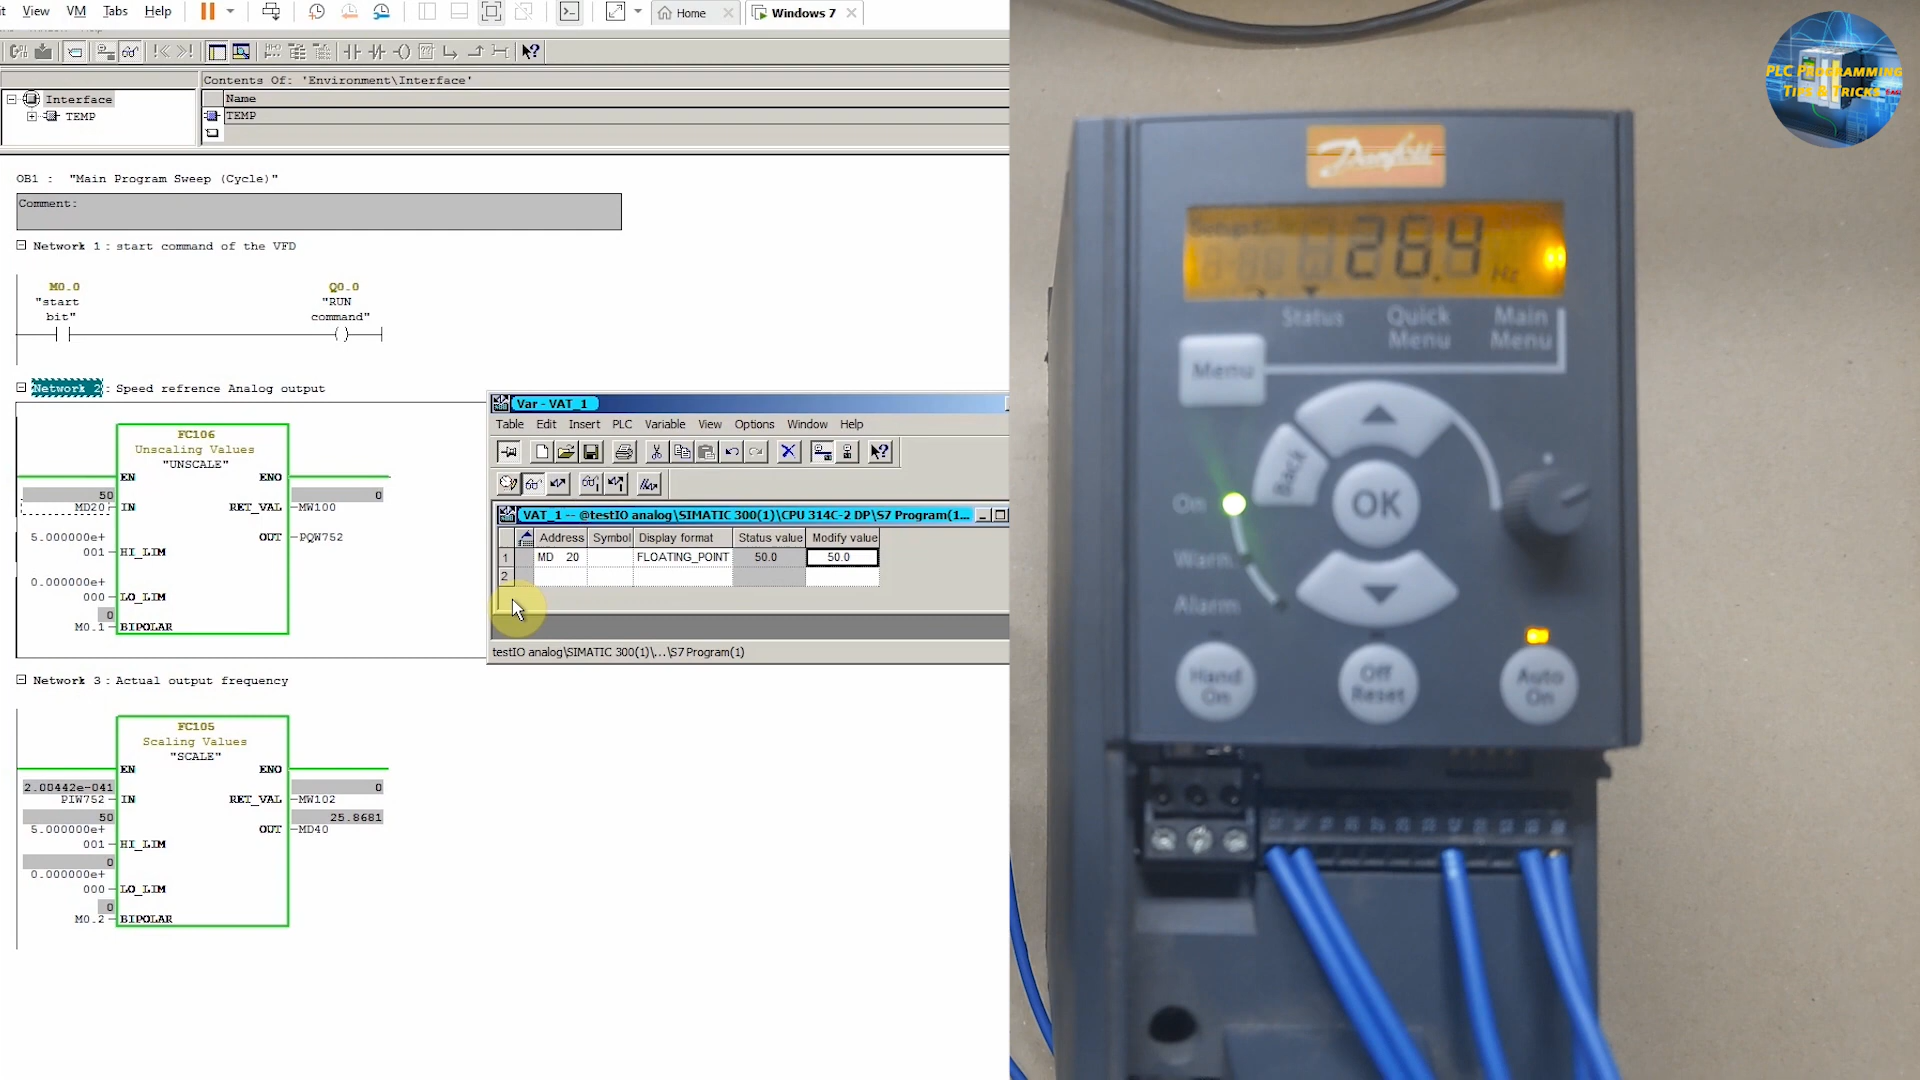 View VM Tabs Help Home Windows 7
Contents Of: 'Environment\Interface'
Interface
TEMP
Name
TEMP
OB1 : "Main Program Sweep (Cycle)"
Comment:
Network 1 : start command of the VFD
M0.0
"start
bit"
Q0.0
"RUN
command"
Network 2 : Speed refrence Analog output
FC106
Unscaling Values
"UNSCALE"
EN ENO
50 0
MD20 IN RET_VAL MW100
5.000000e+ OUT PQW752
001 HI_LIM
0.000000e+
000 LO_LIM
0
M0.1 BIPOLAR
Var - VAT_1
Table Edit Insert PLC Variable View Options Window Help
VAT_1 -- @testIO analog\SIMATIC 300(1)\CPU 314C-2 DP\S7 Program(1...
Address Symbol Display format Status value Modify value
1 MD 20 FLOATING_POINT 50.0 50.0
2
testIO analog\SIMATIC 300(1)\...\S7 Program(1)
Network 3 : Actual output frequency
FC105
Scaling Values
"SCALE"
EN ENO
2.00442e-041 0
PIW752 IN RET_VAL MW102
50 25.8681
5.000000e+ OUT MD40
001 HI_LIM
0
0.000000e+
000 LO_LIM
0
M0.2 BIPOLAR
PLC Programming
Tips & Tricks
Danfoss
26.4 Hz
Status Quick Menu Main Menu
Menu
Back
OK
On
Warn.
Alarm
Hand On
Off Reset
Auto On